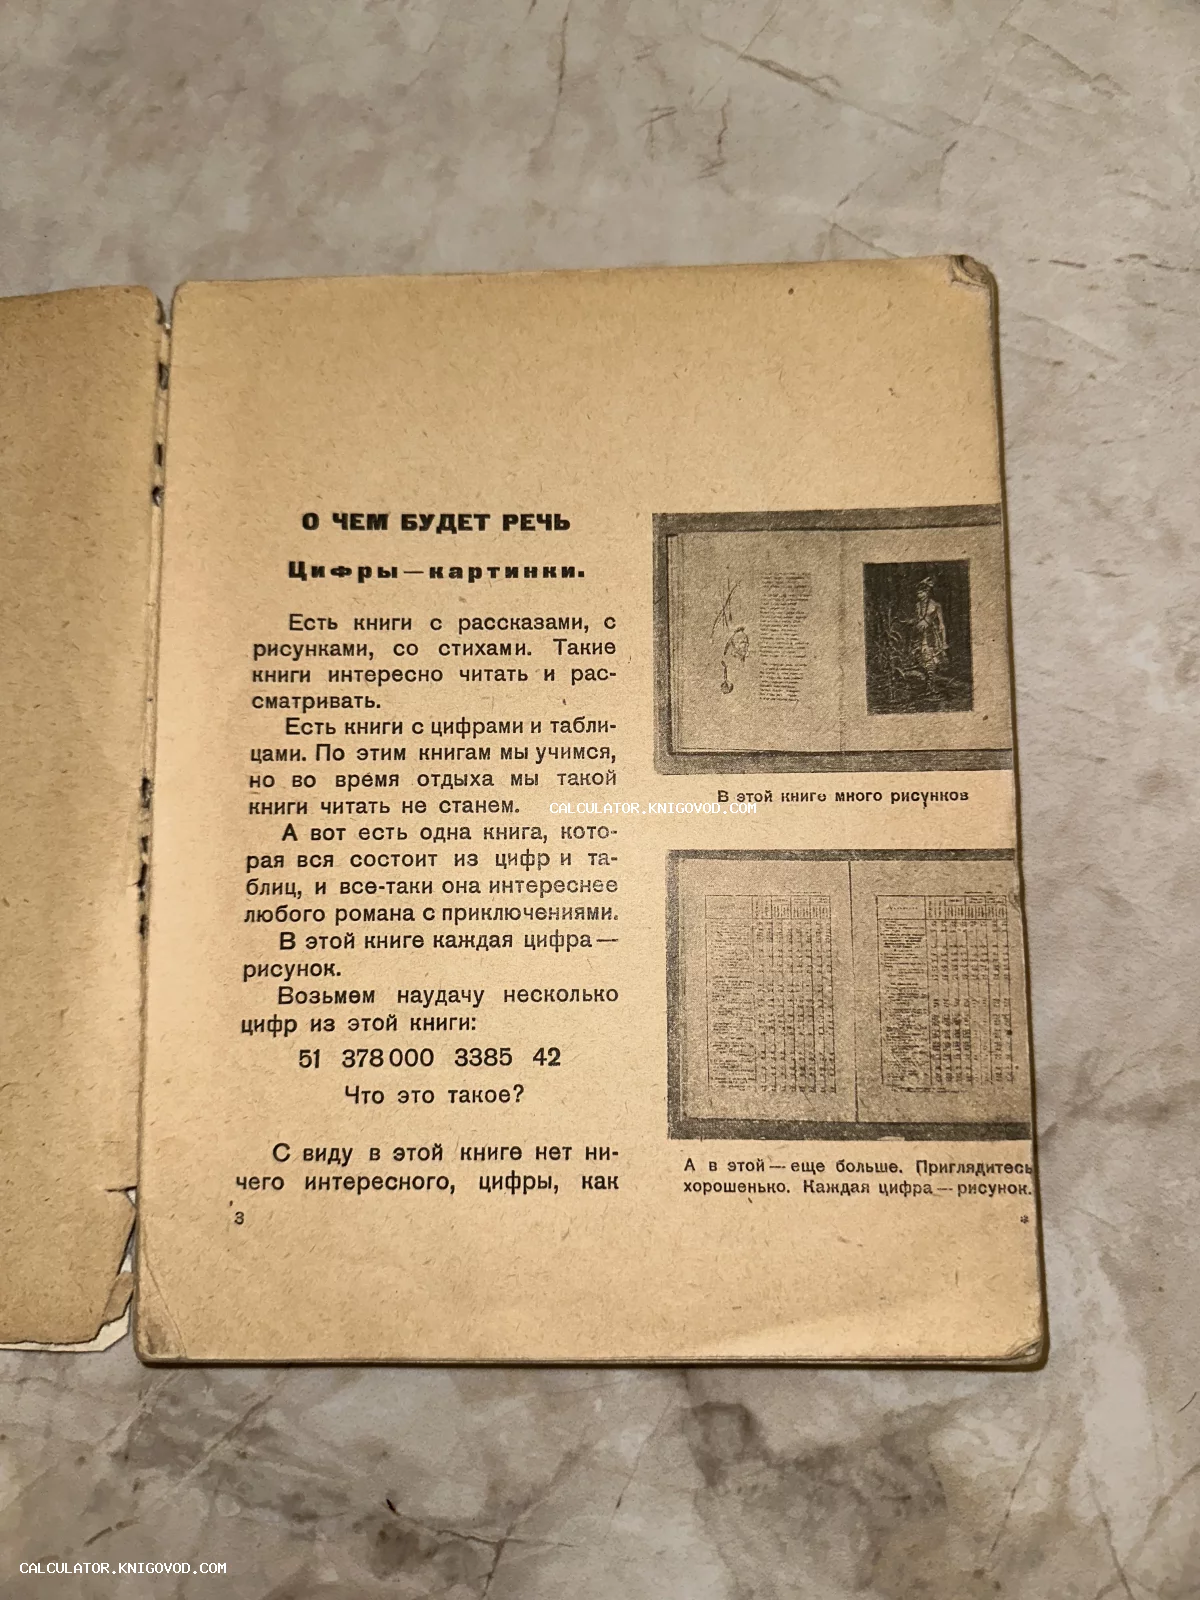 О ЧЕМ БУДЕТ РЕЧЬ
Цифры—картинки.
Есть книги с рассказами, с
рисунками, со стихами. Такие
книги интересно читать и рас-
сматривать.
Есть книги с цифрами и табли-
цами. По этим книгам мы учимся,
но во время отдыха мы такой
книги читать не станем.
А вот есть одна книга, кото-
рая вся состоит из цифр и та-
блиц, и все-таки она интереснее
любого романа с приключениями.
В этой книге каждая цифра—
рисунок.
Возьмем наудачу несколько
цифр из этой книги:
51 378 000 3385 42
Что это такое?
С виду в этой книге нет ни-
чего интересного, цифры, как
3
В этой книге много рисунков
А в этой — еще больше. Приглядитесь
хорошенько. Каждая цифра — рисунок.
*
CALCULATOR.KNIGOVOD.COM
CALCULATOR.KNIGOVOD.COM